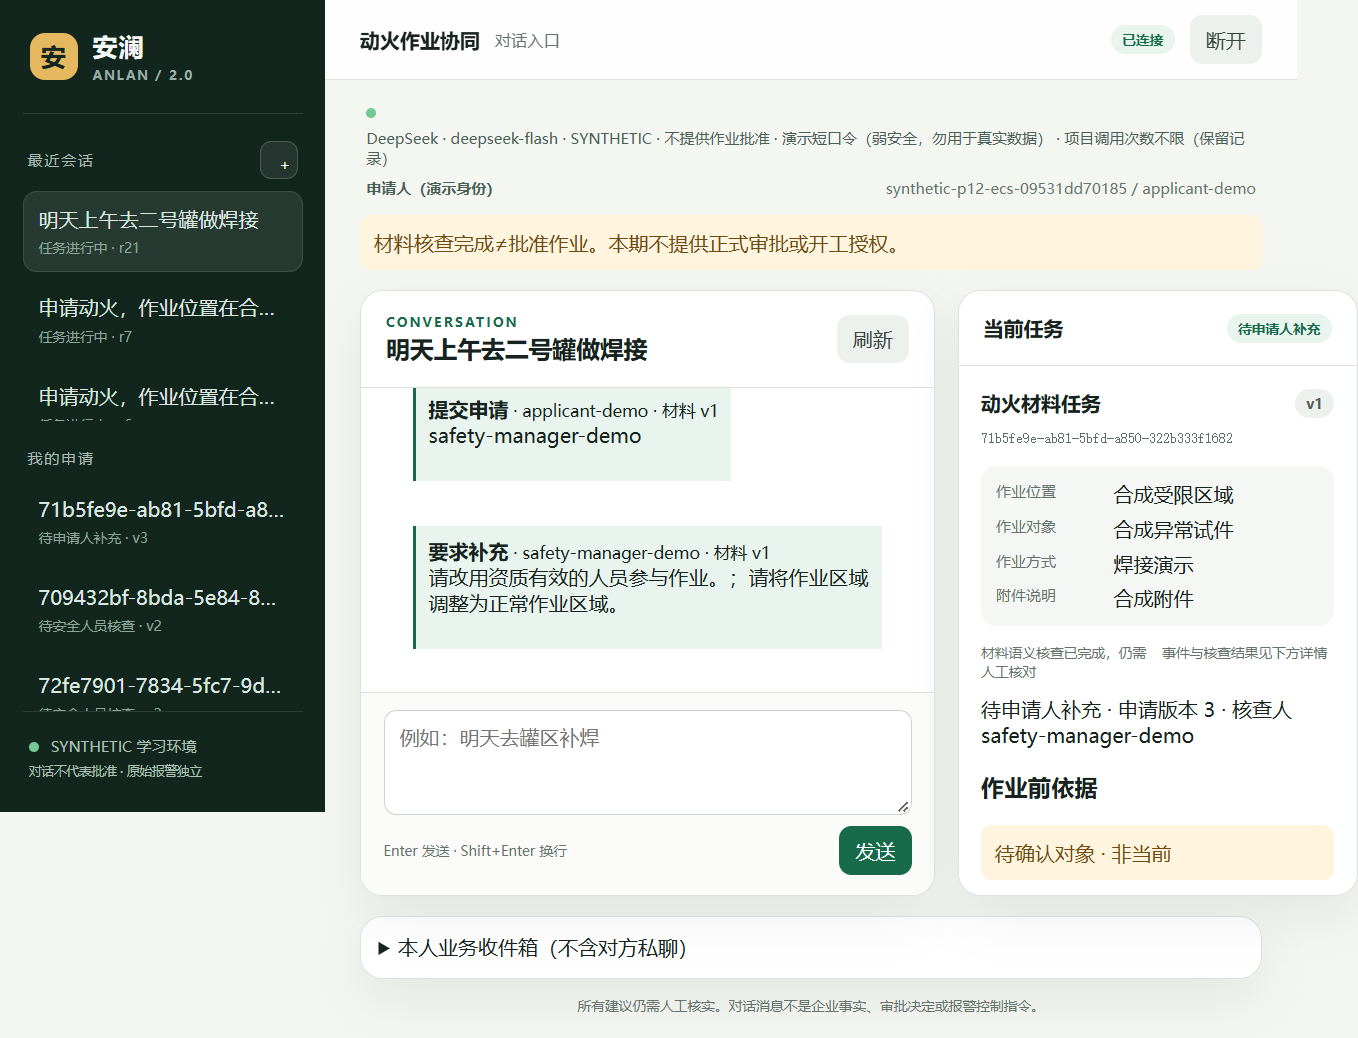 安
安澜
ANLAN / 2.0
最近会话
+
明天上午去二号罐做焊接
任务进行中 · r21
申请动火，作业位置在合...
任务进行中 · r7
申请动火，作业位置在合...
我的申请
71b5fe9e-ab81-5bfd-a8...
待申请人补充 · v3
709432bf-8bda-5e84-8...
待安全人员核查 · v2
72fe7901-7834-5fc7-9d...
SYNTHETIC 学习环境
对话不代表批准 · 原始报警独立
动火作业协同 对话入口
已连接
断开
DeepSeek · deepseek-flash · SYNTHETIC · 不提供作业批准 · 演示短口令（弱安全，勿用于真实数据） · 项目调用次数不限（保留记
录）
申请人（演示身份）
synthetic-p12-ecs-09531dd70185 / applicant-demo
材料核查完成≠批准作业。本期不提供正式审批或开工授权。
CONVERSATION
明天上午去二号罐做焊接
刷新
提交申请 · applicant-demo · 材料 v1
safety-manager-demo
要求补充 · safety-manager-demo · 材料 v1
请改用资质有效的人员参与作业。；请将作业区域
调整为正常作业区域。
例如：明天去罐区补焊
Enter 发送 · Shift+Enter 换行
发送
当前任务
待申请人补充
动火材料任务
v1
71b5fe9e-ab81-5bfd-a850-322b333f1682
作业位置 合成受限区域
作业对象 合成异常试件
作业方式 焊接演示
附件说明 合成附件
材料语义核查已完成，仍需
人工核对
事件与核查结果见下方详情
待申请人补充 · 申请版本 3 · 核查人
safety-manager-demo
作业前依据
待确认对象 · 非当前
▶ 本人业务收件箱（不含对方私聊）
所有建议仍需人工核实。对话消息不是企业事实、审批决定或报警控制指令。